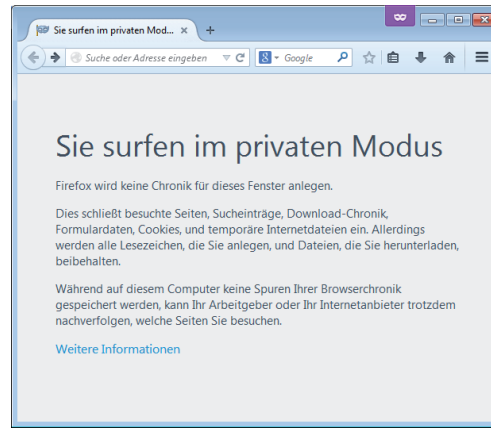 Sie surfen im privaten Mod...
Suche oder Adresse eingeben
Google
Sie surfen im privaten Modus
Firefox wird keine Chronik für dieses Fenster anlegen.
Dies schließt besuchte Seiten, Sucheinträge, Download-Chronik,
Formulardaten, Cookies, und temporäre Internetdateien ein. Allerdings
werden alle Lesezeichen, die Sie anlegen, und Dateien, die Sie herunterladen,
beibehalten.
Während auf diesem Computer keine Spuren Ihrer Browserchronik
gespeichert werden, kann Ihr Arbeitgeber oder Ihr Internetanbieter trotzdem
nachverfolgen, welche Seiten Sie besuchen.
Weitere Informationen